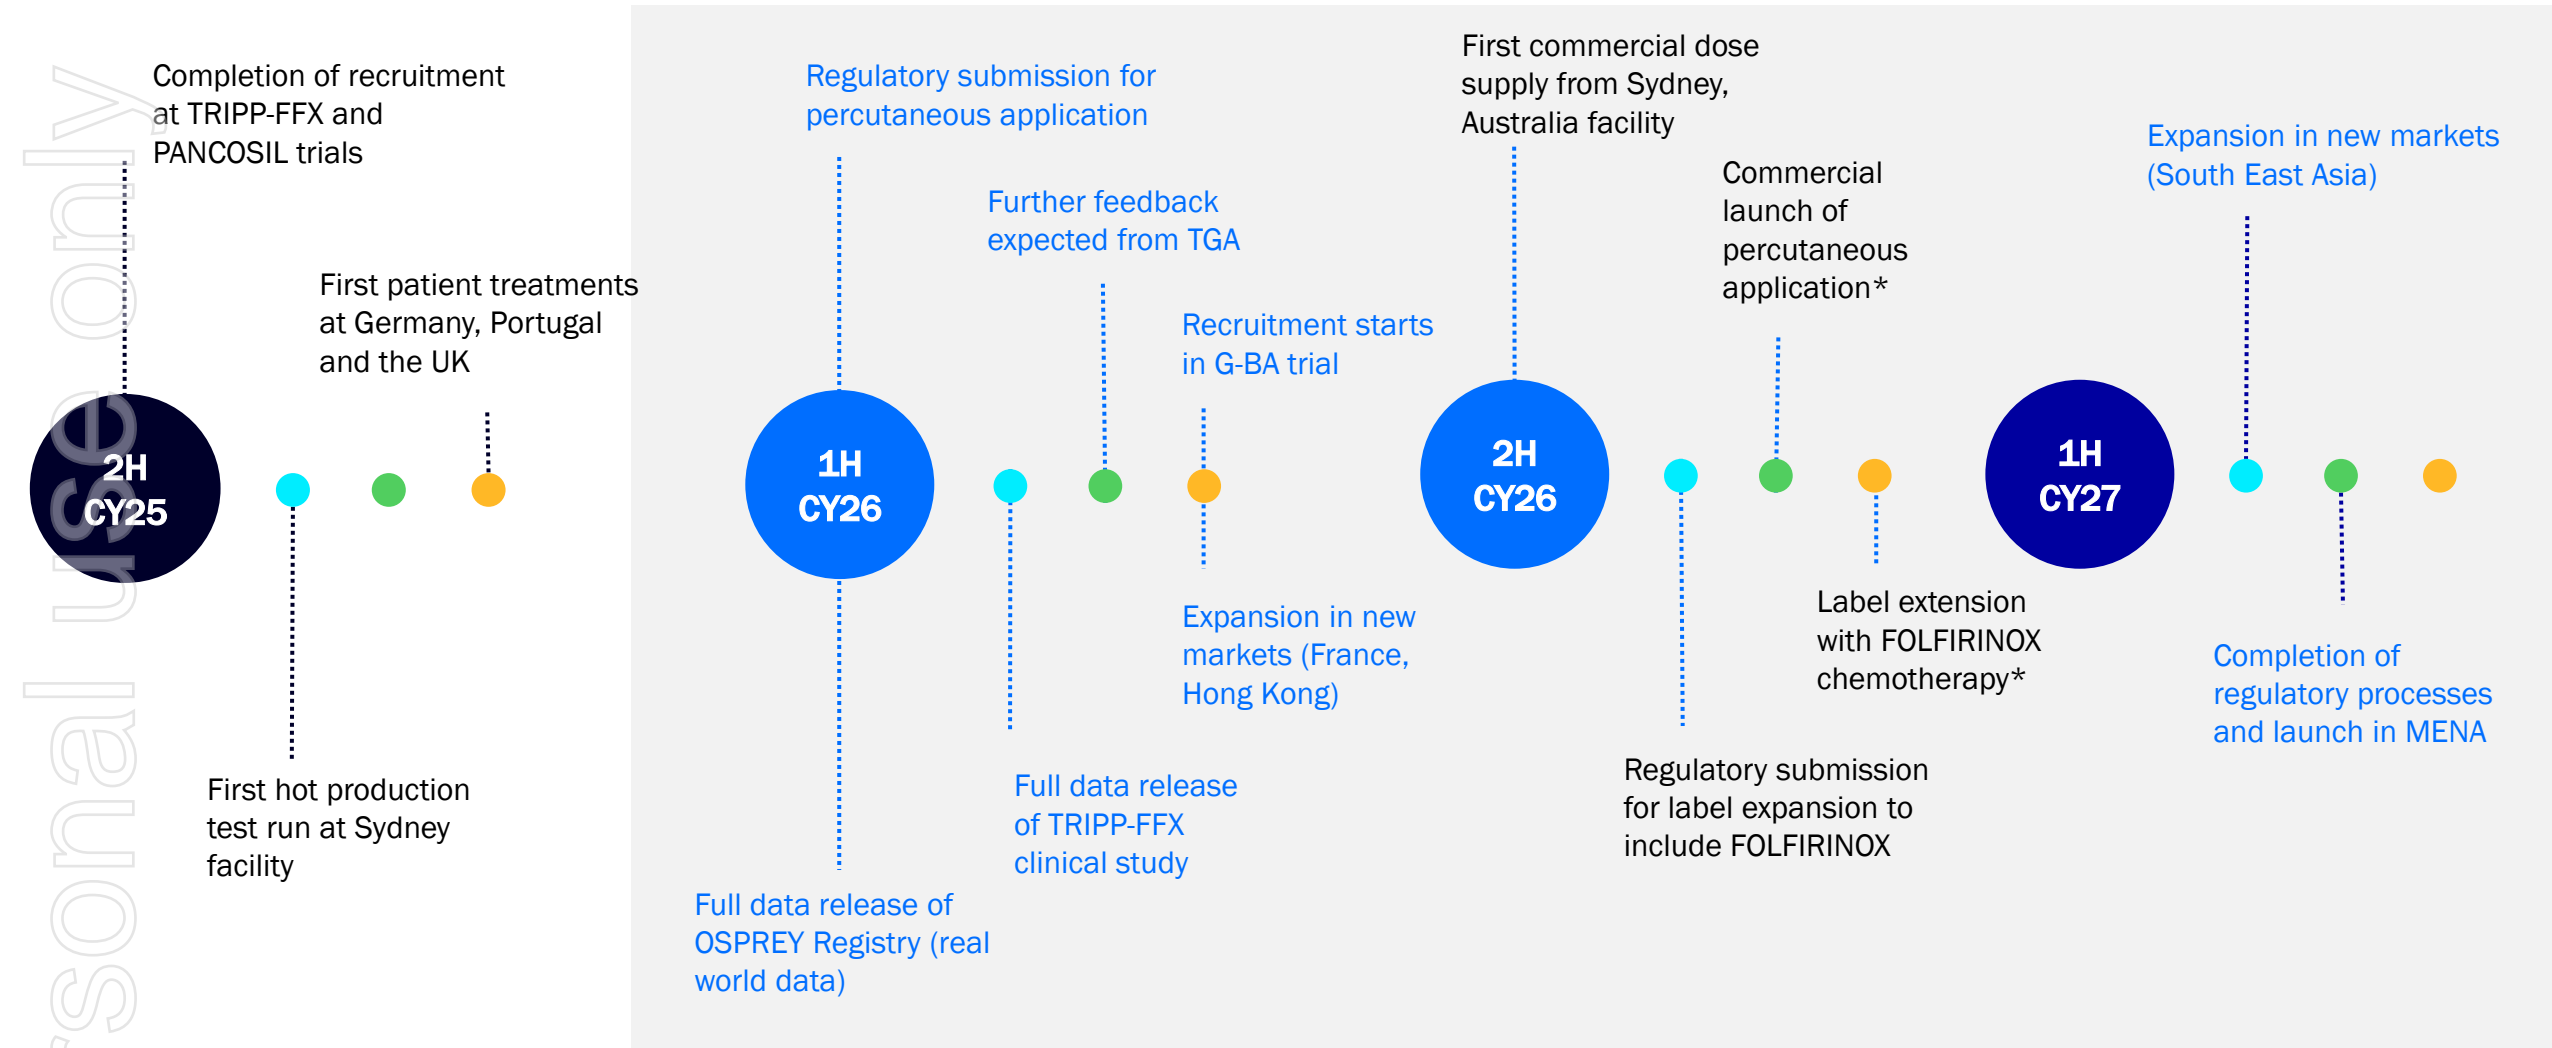 Completion of recruitment
at TRIPP-FFX and
PANCOSIL trials
First patient treatments
at Germany, Portugal
and the UK
2H
CY25
First hot production
test run at Sydney
facility
Regulatory submission for
percutaneous application
Further feedback
expected from TGA
Recruitment starts
in G-BA trial
1H
CY26
Expansion in new
markets (France,
Hong Kong)
Full data release
of TRIPP-FFX
clinical study
Full data release of
OSPREY Registry (real
world data)
First commercial dose
supply from Sydney,
Australia facility
Commercial
launch of
percutaneous
application*
2H
CY26
Label extension
with FOLFIRINOX
chemotherapy*
Regulatory submission
for label expansion to
include FOLFIRINOX
Expansion in new markets
(South East Asia)
1H
CY27
Completion of
regulatory processes
and launch in MENA
sonal use only